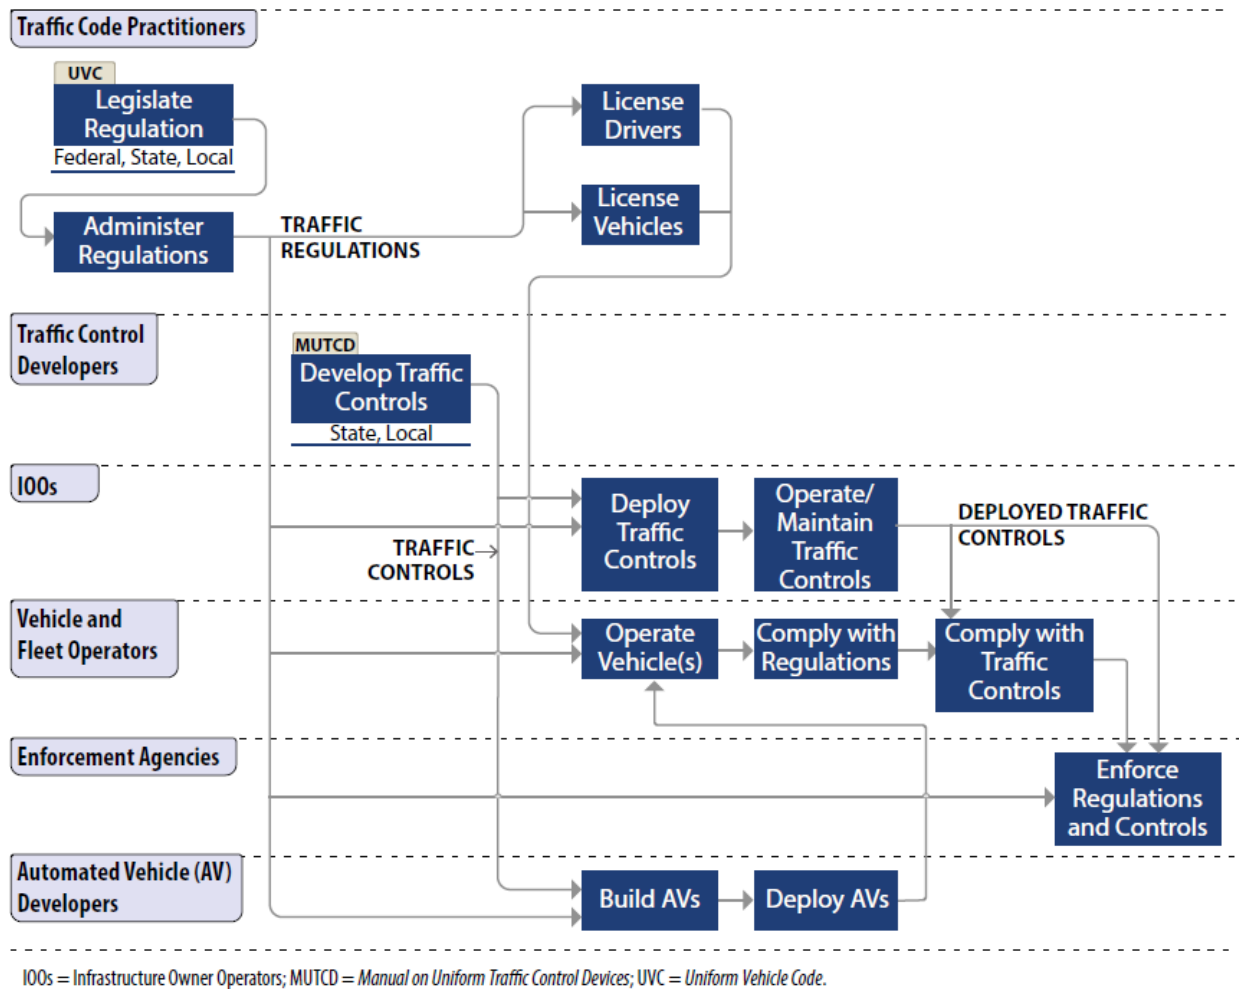 Traffic Code Practitioners
UVC
Legislate
Regulation
Federal, State, Local
License
Drivers
License
Vehicles
Administer
Regulations
TRAFFIC
REGULATIONS
Traffic Control
Developers
MUTCD
Develop Traffic
Controls
State, Local
IOOs
Deploy
Traffic
Controls
Operate/
Maintain
Traffic
Controls
DEPLOYED TRAFFIC
CONTROLS
TRAFFIC
CONTROLS
Vehicle and
Fleet Operators
Operate
Vehicle(s)
Comply with
Regulations
Comply with
Traffic
Controls
Enforcement Agencies
Enforce
Regulations
and Controls
Automated Vehicle (AV)
Developers
Build AVs
Deploy AVs
IOOs = Infrastructure Owner Operators; MUTCD = Manual on Uniform Traffic Control Devices; UVC = Uniform Vehicle Code.